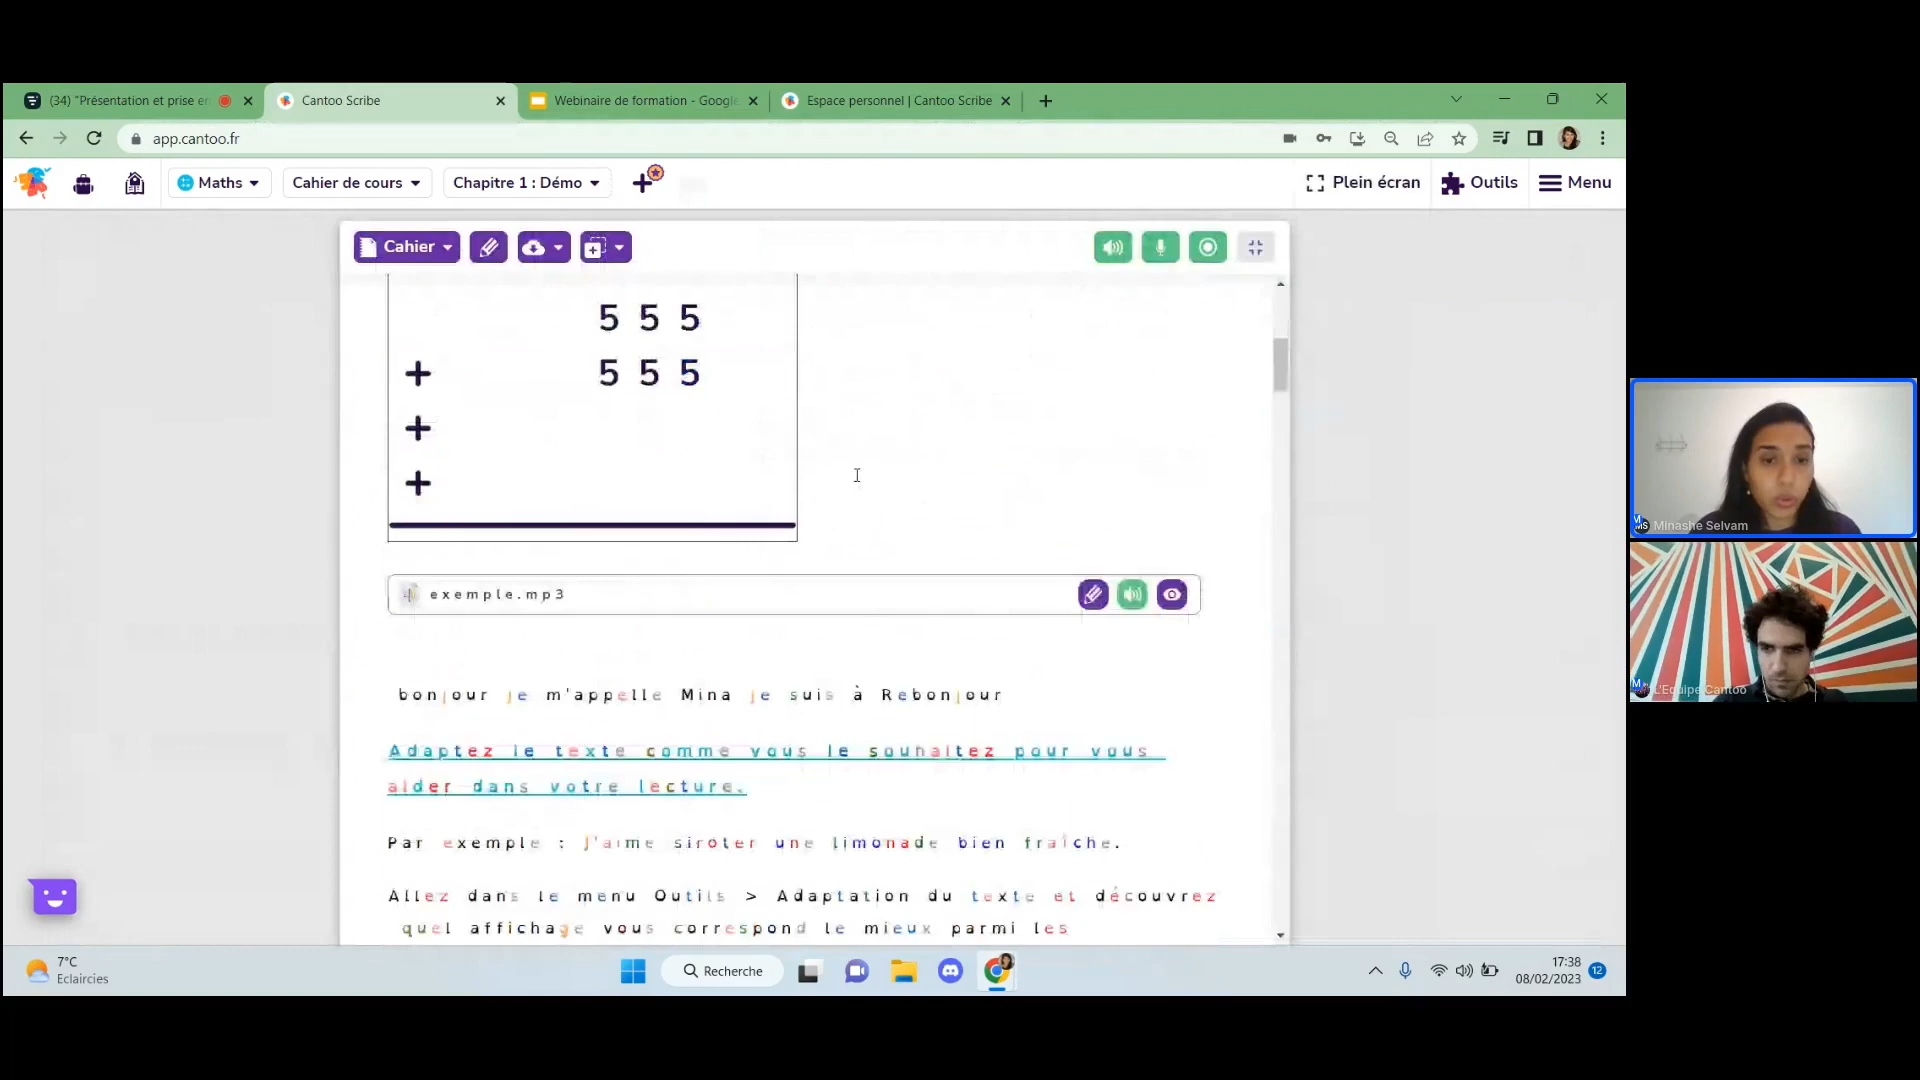 (34) "Présentation et prise en
Cantoo Scribe
Webinaire de formation - Google
Espace personnel | Cantoo Scribe
app.cantoo.fr
Maths
Cahier de cours
Chapitre 1 : Démo
Plein écran
Outils
Menu
Cahier
5 5 5
+ 5 5 5
+
+
exemple.mp3
bonjour je m'appelle Mina je suis à Rebonjour
Adaptez le texte comme vous le souhaitez pour vous
aider dans votre lecture.
Par exemple : J'aime siroter une limonade bien fraîche.
Allez dans le menu Outils > Adaptation du texte et découvrez
quel affichage vous correspond le mieux parmi les
Minashe Selvam
L'Equipe Cantoo
7°C
Eclaircies
Recherche
17:38
08/02/2023
12